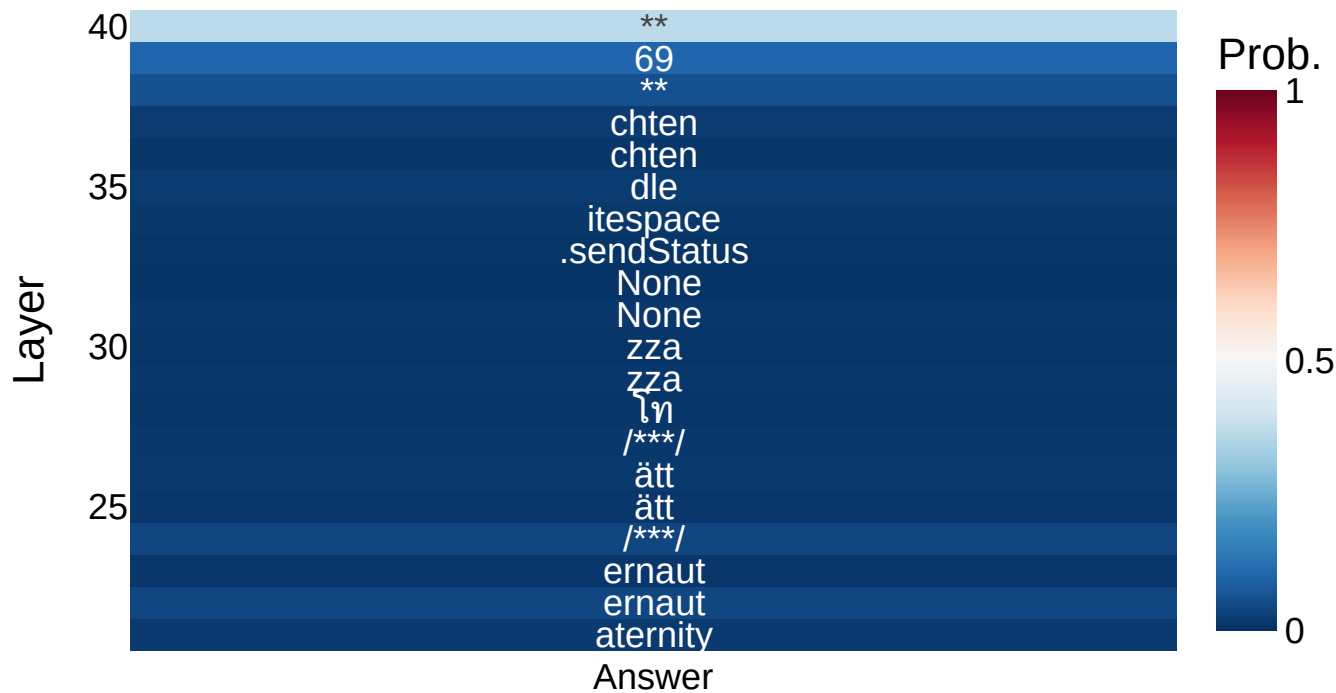 40
**
Prob.
69
1
**
chten
chten
35
dle
itespace
.sendStatus
None
Layer
None
30
zza
0.5
zza
โท
/***/
ätt
25
ätt
/***/
ernaut
ernaut
0
aternity
Answer